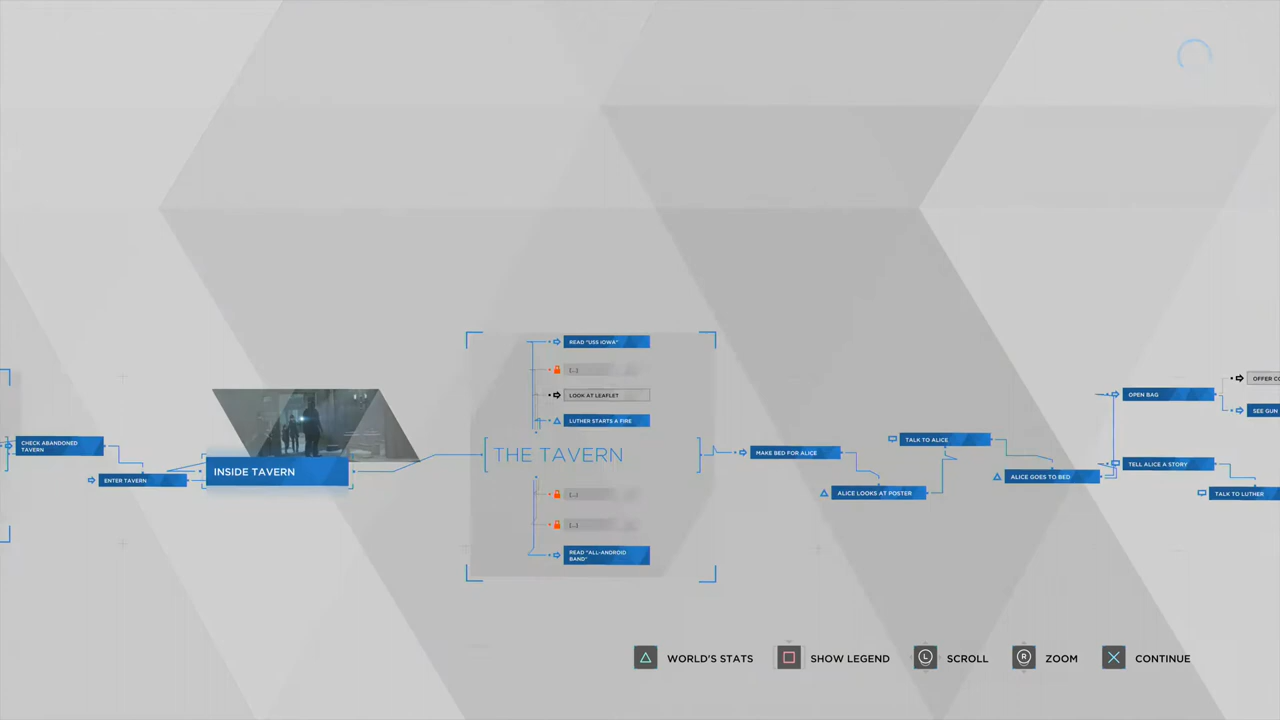 CHECK ABANDONED
TAVERN
ENTER TAVERN
INSIDE TAVERN
READ "USS IOWA"
[...]
LOOK AT LEAFLET
LUTHER STARTS A FIRE
THE TAVERN
[...]
[...]
READ "ALL-ANDROID
BAND"
MAKE BED FOR ALICE
ALICE LOOKS AT POSTER
TALK TO ALICE
ALICE GOES TO BED
OPEN BAG
TELL ALICE A STORY
TALK TO LUTHER
OFFER CO
SEE GUN
WORLD'S STATS
SHOW LEGEND
L
SCROLL
R
ZOOM
CONTINUE